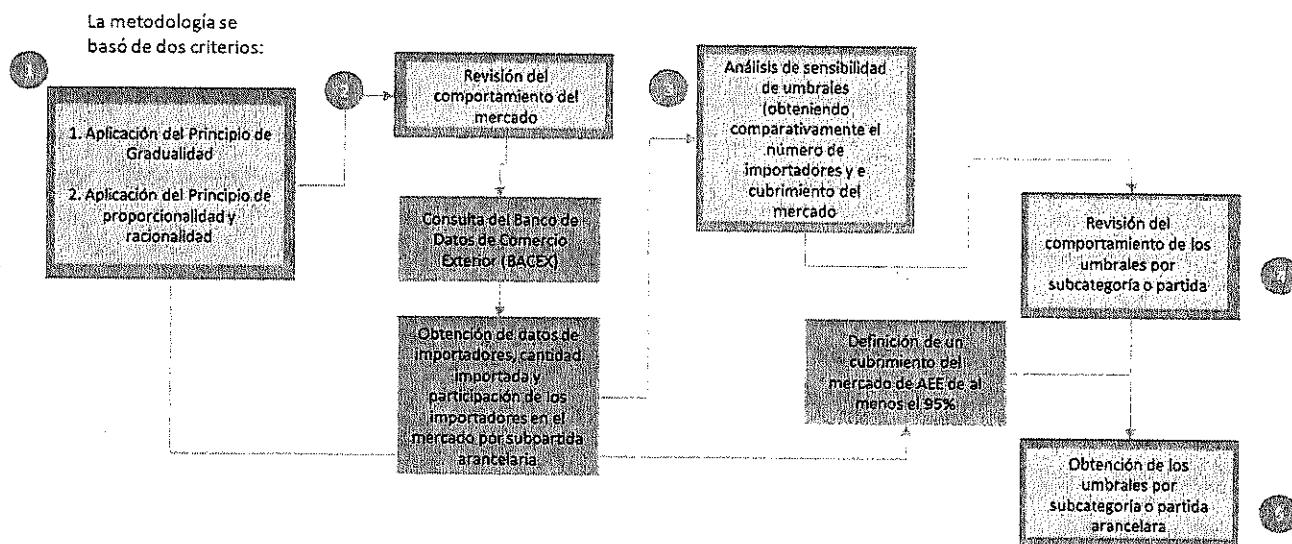 La metodología se
basó de dos criterios:
1
1. Aplicación del Principio de
Gradualidad
2. Aplicación del Principio de
proporcionalidad y
racionalidad
2
Revisión del
comportamiento del
mercado
Consulta del Banco de
Datos de Comercio
Exterior (BACEX)
Obtención de datos de
importadores, cantidad
importada y
participación de los
importadores en el
mercado por subpartida
arancelaria
3
Análisis de sensibilidad
de umbrales
(obteniendo
comparativamente el
número de
importadores y e
cubrimiento del
mercado
Definición de un
cubrimiento del
mercado de AEE de al
menos el 95%
Revisión del
comportamiento de los
umbrales por
subcategoría o partida
4
Obtención de los
umbrales por
subcategoría o partida
arancelara